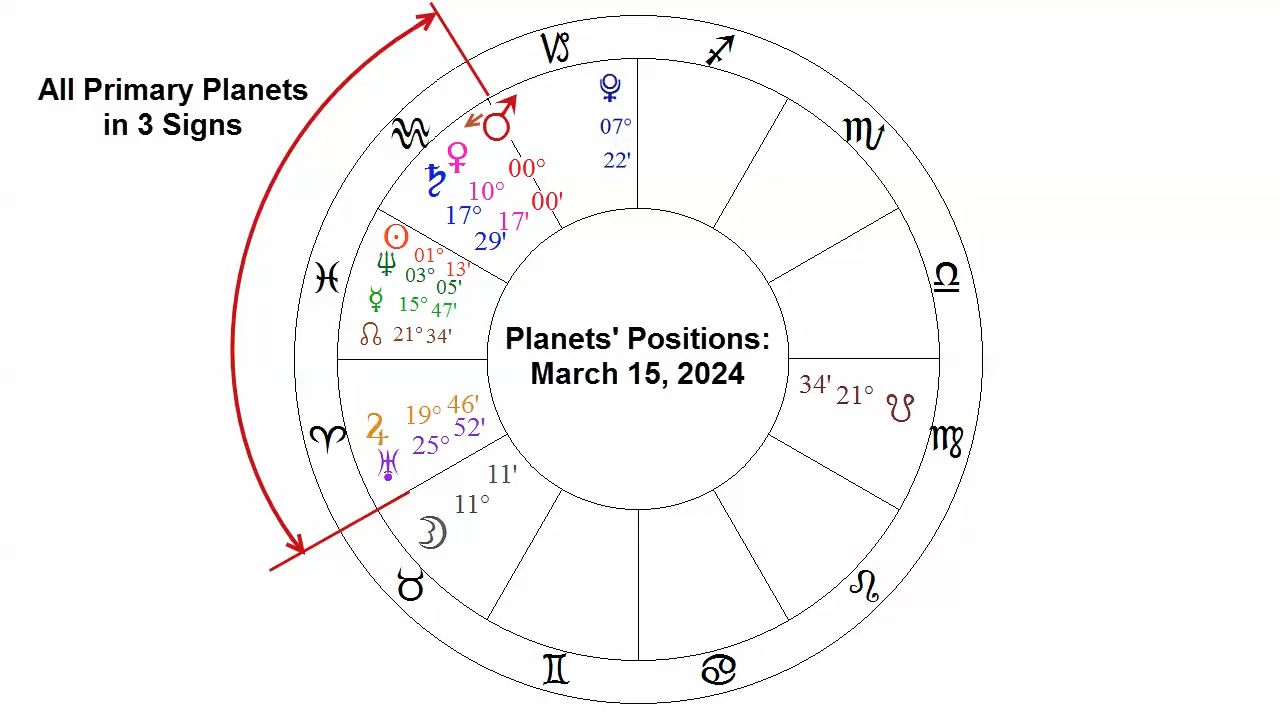 All Primary Planets
in 3 Signs
♑ ♐
♒ ♏
♓ ♎
♈ ♍
♉ ♌
♊ ♋
♇
07°
22'
♂
00°
00'
♀
10°
17'
♄
17°
29'
☉ 01° 13'
♆ 03° 05'
☿ 15° 47'
☊ 21° 34'
Planets' Positions:
March 15, 2024
34' 21° ☋
♃ 19° 46'
♅ 25° 52'
☽ 11° 11'